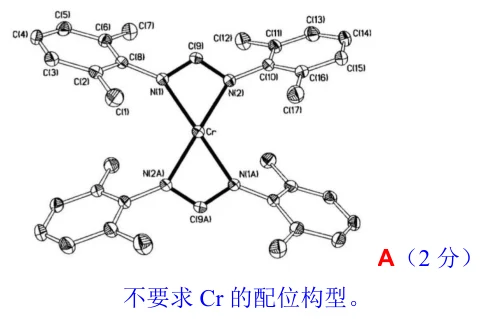 C(5) C(6) C(7) C(12) C(13)
C(4) C(11) C(14)
C(9)
C(3) C(8) C(15)
C(2) C(10) C(16)
N(1) N(2)
C(1) C(17)
Cr
N(2A) N(1A)
C(9A)
A（2 分）
不要求 Cr 的配位构型。